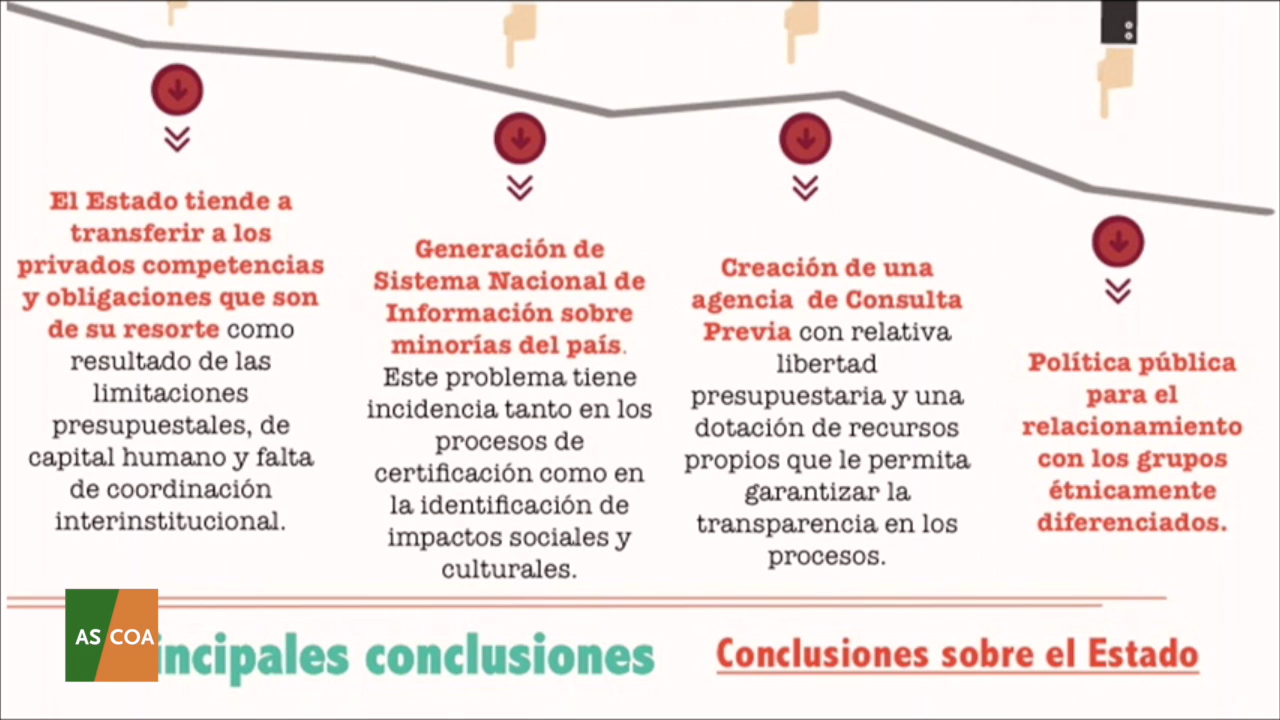 El Estado tiende a
transferir a los
privados competencias
y obligaciones que son
de su resorte como
resultado de las
limitaciones
presupuestales, de
capital humano y falta
de coordinación
interinstitucional.
Generación de
Sistema Nacional de
Información sobre
minorías del país.
Este problema tiene
incidencia tanto en los
procesos de
certificación como en
la identificación de
impactos sociales y
culturales.
Creación de una
agencia de Consulta
Previa con relativa
libertad
presupuestaria y una
dotación de recursos
propios que le permita
garantizar la
transparencia en los
procesos.
Política pública
para el
relacionamiento
con los grupos
étnicamente
diferenciados.
AS COA
incipales conclusiones
Conclusiones sobre el Estado